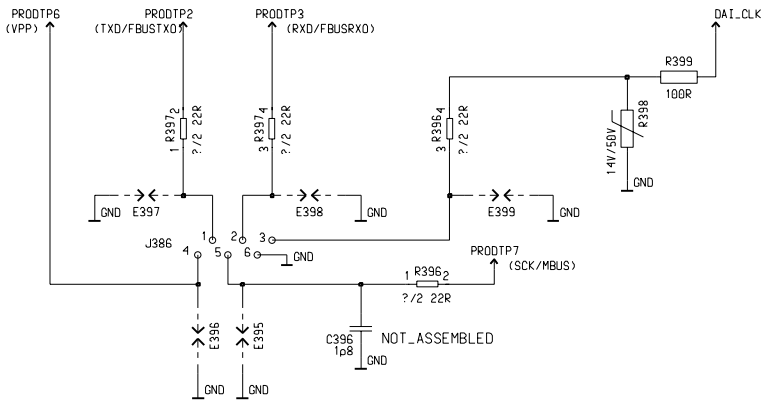 PRODTP6
(VPP)
PRODTP2
(TXD/FBUSTX0)
PRODTP3
(RXD/FBUSRX0)
DAI_CLK
R399
100R
R398
14V/50V
GND
2
R397
1
?/2 22R
4
R397
3
?/2 22R
4
R396
3
?/2 22R
GND
E397
E398
GND
E399
GND
J386
1
2
3
4
5
6
GND
PRODTP7
(SCK/MBUS)
1 R396 2
?/2 22R
E396
E395
C396
1p8
NOT_ASSEMBLED
GND
GND
GND